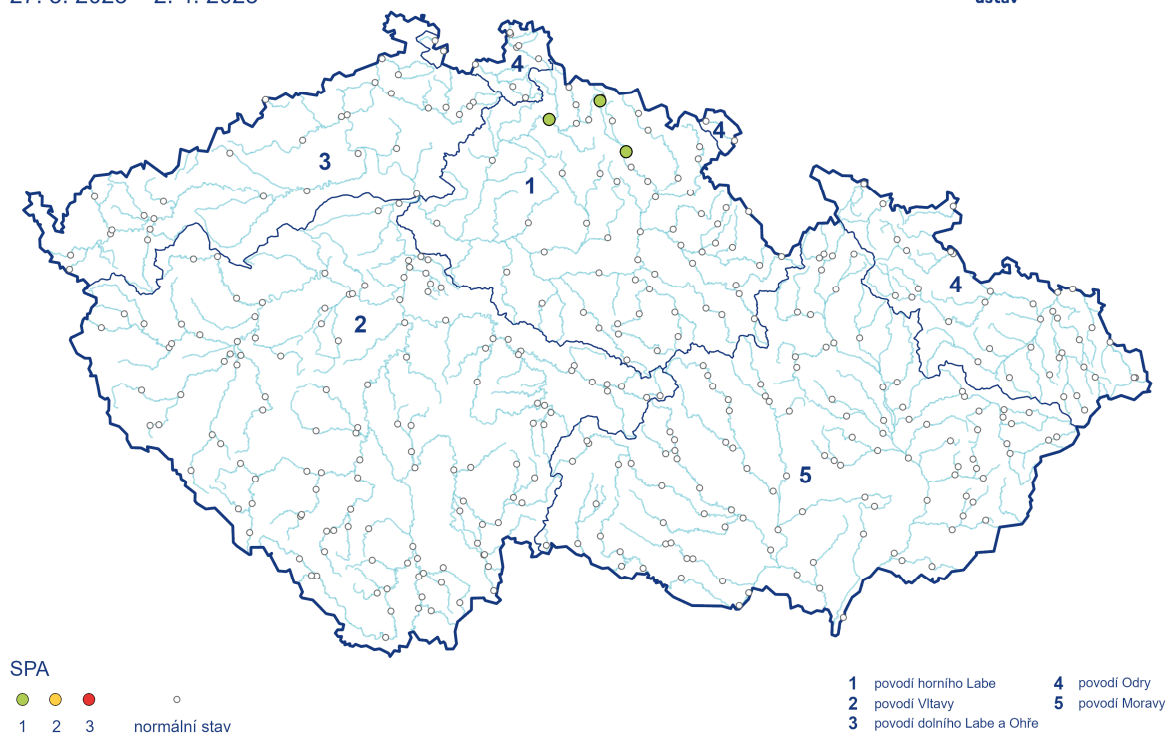 4
4
3
1
4
2
5
SPA
1 2 3 normální stav
1 povodí horního Labe
2 povodí Vltavy
3 povodí dolního Labe a Ohře
4 povodí Odry
5 povodí Moravy